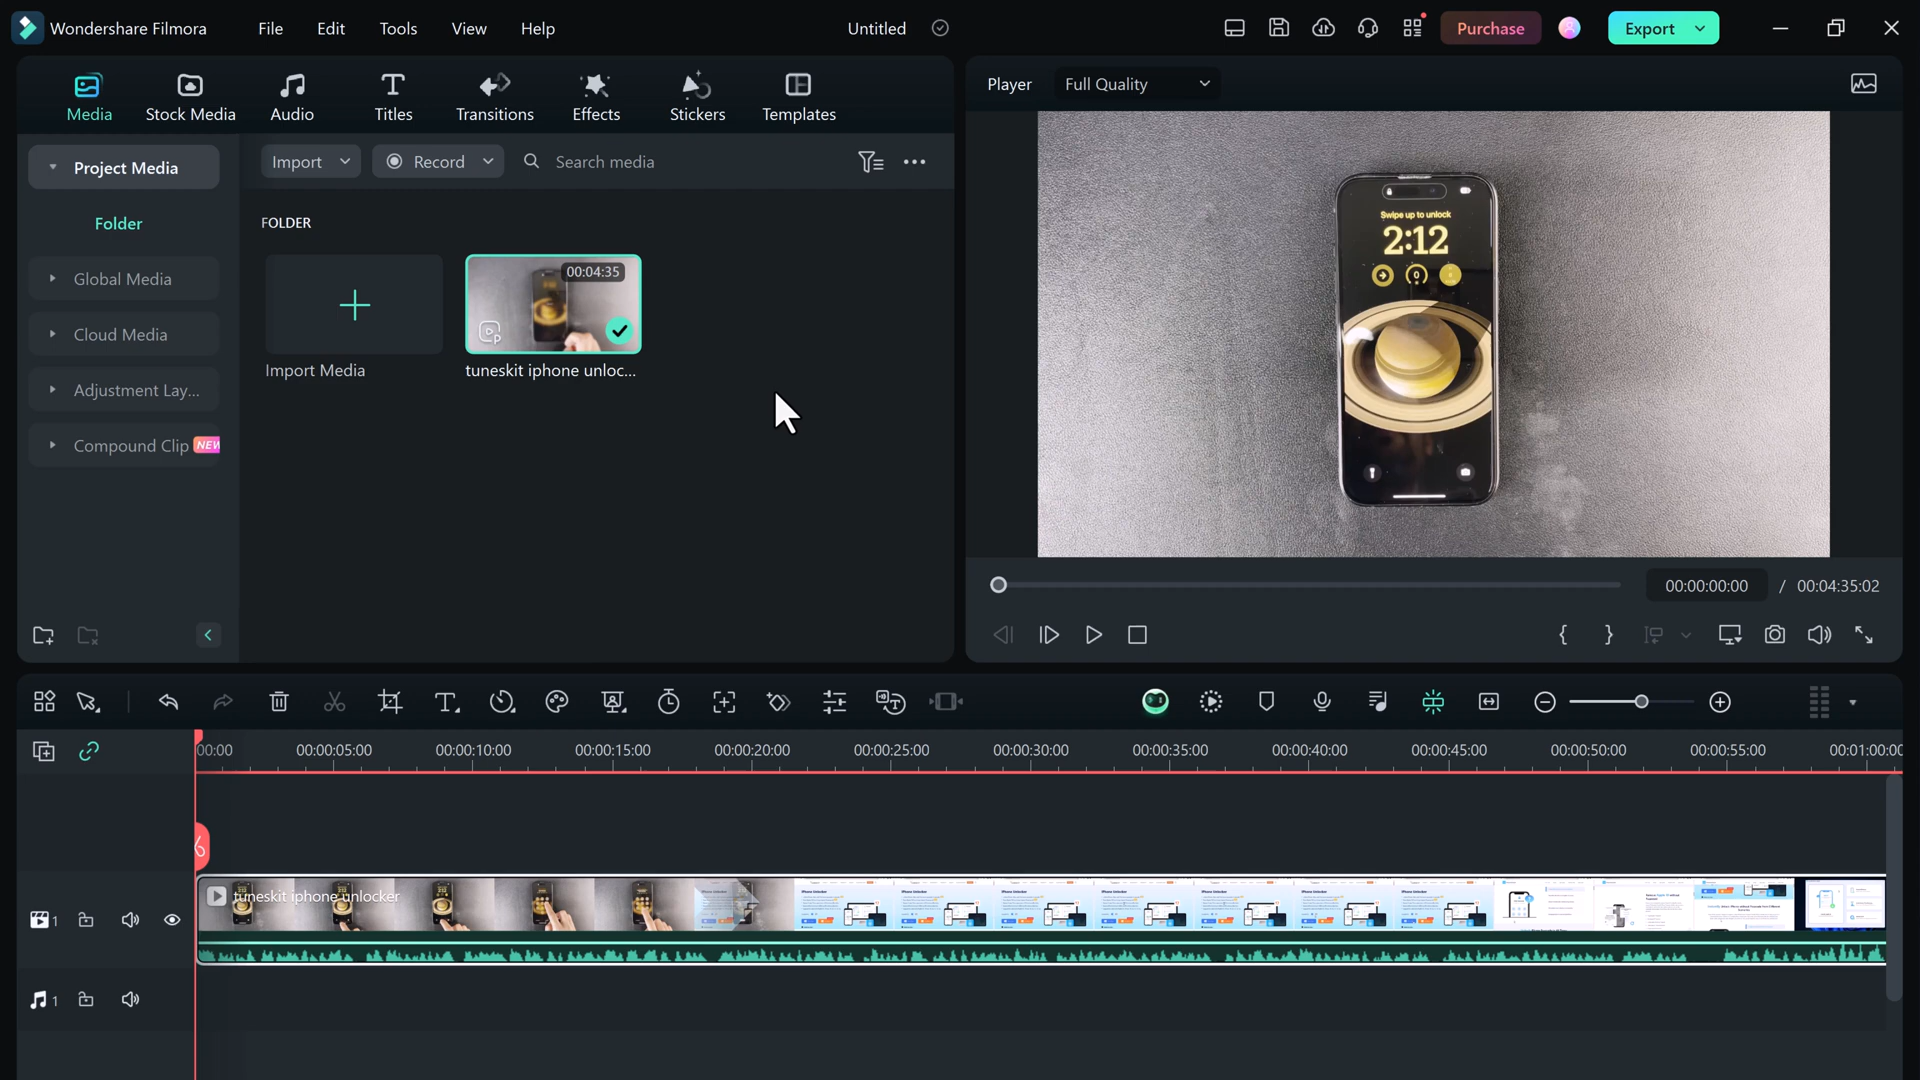 Wondershare Filmora
File
Edit
Tools
View
Help
Untitled
Purchase
Export
Media
Stock Media
Audio
Titles
Transitions
Effects
Stickers
Templates
Player
Full Quality
Project Media
Import
Record
Search media
Folder
FOLDER
Global Media
Cloud Media
Adjustment Lay...
Compound Clip NEW
00:04:35
Import Media
tuneskit iphone unloc...
Swipe up to unlock
2:12
00:00:00:00 / 00:04:35:02
00:00
00:00:05:00
00:00:10:00
00:00:15:00
00:00:20:00
00:00:25:00
00:00:30:00
00:00:35:00
00:00:40:00
00:00:45:00
00:00:50:00
00:00:55:00
00:01:00:00
tuneskit iphone unlocker
1
1